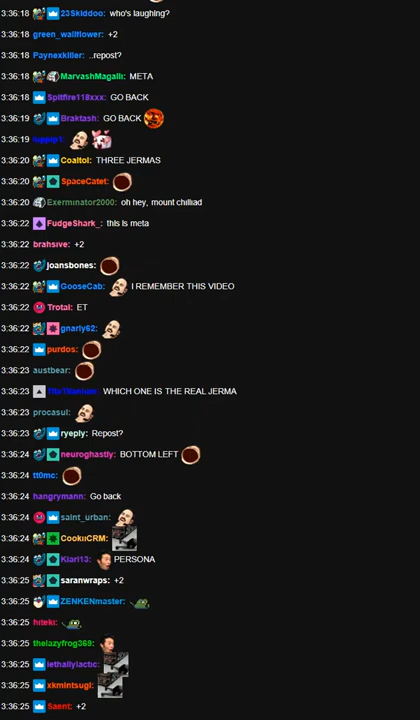 3:36:18 23Skiddoo: who's laughing?
3:36:18 green_wallflower: +2
3:36:18 Paynexkiller: ..repost?
3:36:18 MarvashMagalli: META
3:36:18 Spitfire118xxx: GO BACK
3:36:19 Braktash: GO BACK
3:36:19
3:36:20 Coaltol: THREE JERMAS
3:36:20 SpaceCatet:
3:36:20 Exerminator2000: oh hey, mount chilliad
3:36:22 FudgeShark_: this is meta
3:36:22 brahsive: +2
3:36:22 joansbones:
3:36:22 GooseCab: I REMEMBER THIS VIDEO
3:36:22 Trotal: ET
3:36:22 gnarly62:
3:36:22 purdos:
3:36:23 austbear:
3:36:23 WHICH ONE IS THE REAL JERMA
3:36:23 procasul:
3:36:23 ryeply: Repost?
3:36:24 neuroghastly: BOTTOM LEFT
3:36:24 tt0mc:
3:36:24 hangrymann: Go back
3:36:24 saint_urban:
3:36:24 CookiiCRM:
3:36:24 Kiari13: PERSONA
3:36:25 saranwraps: +2
3:36:25 ZENKENmaster:
3:36:25 hiteki:
3:36:25 thelazyfrog369:
3:36:25 lethallylactic:
3:36:25 xkmintsugi:
3:36:25 Saent: +2